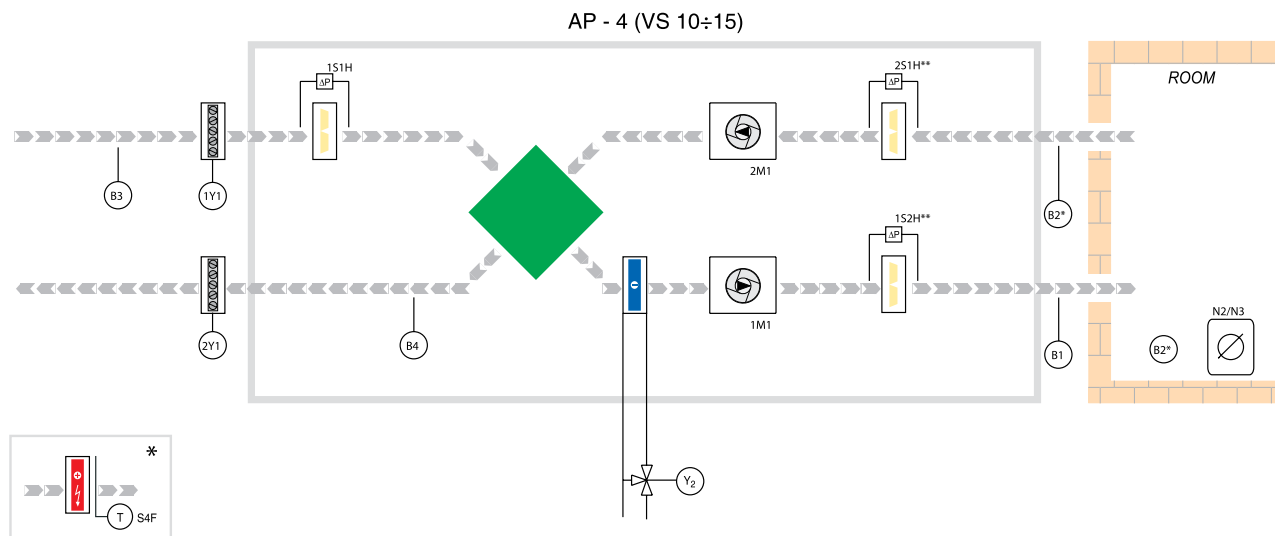 AP - 4 (VS 10÷15)
1S1H
ΔP
2S1H**
ΔP
ROOM
B3
1Y1
2M1
B2*
1S2H**
ΔP
2Y1
B4
1M1
B1
B2*
N2/N3
*
T
S4F
Y2